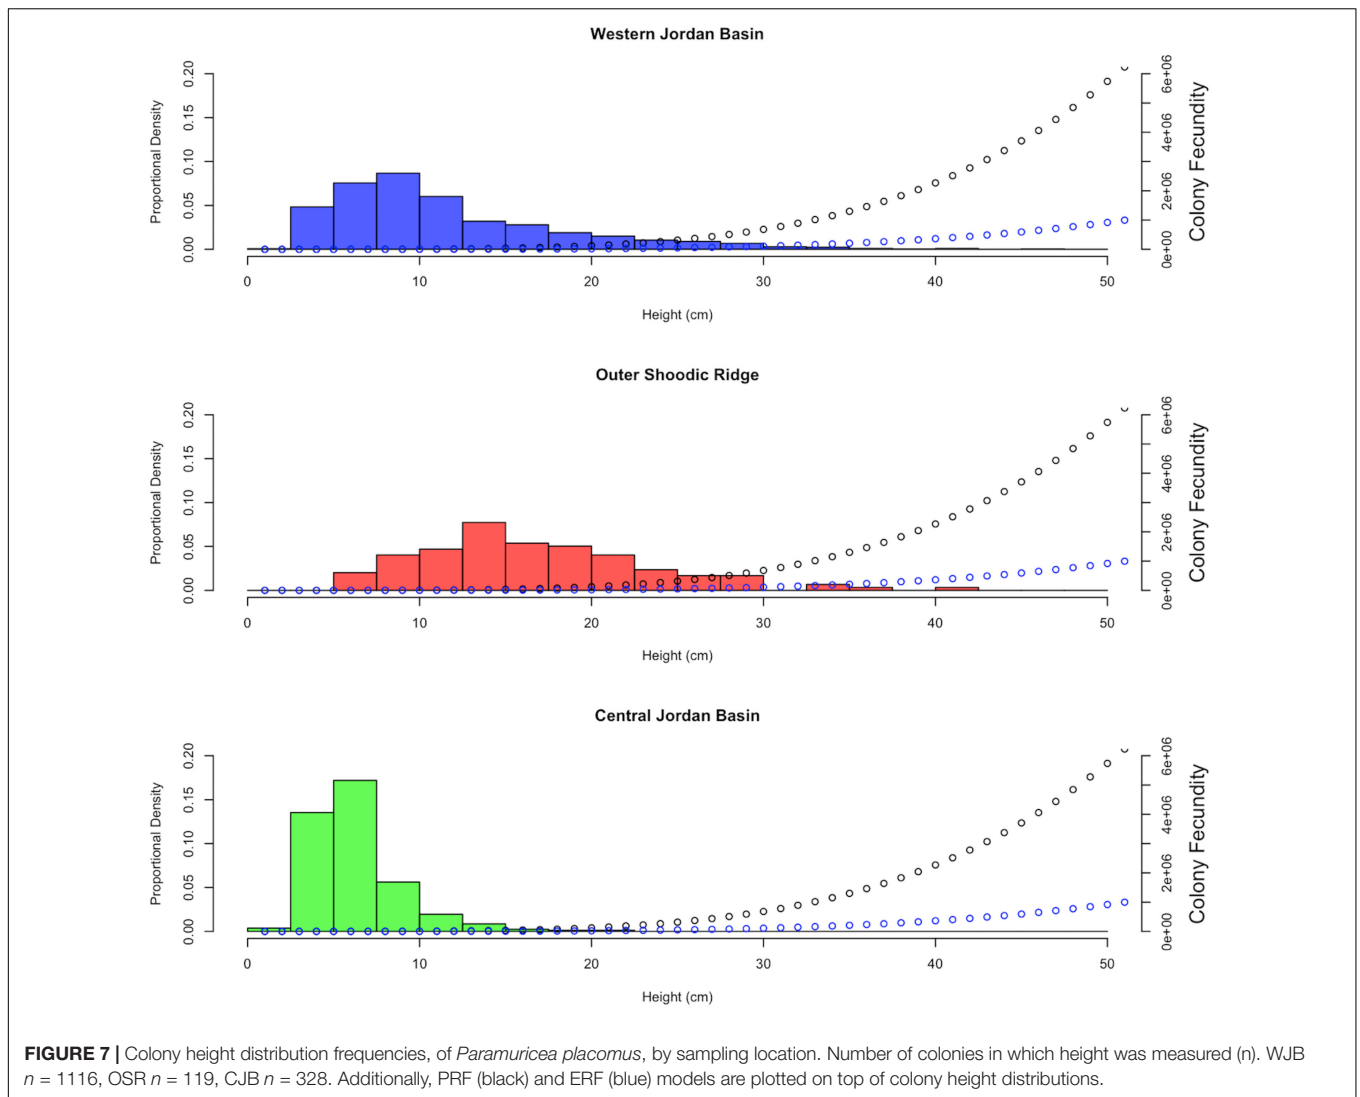 Western Jordan Basin
Proportional Density
0.00 0.05 0.10 0.15 0.20
0e+00 2e+06 4e+06 6e+06
Colony Fecundity
0 10 20 30 40 50
Height (cm)
Outer Shoodic Ridge
Proportional Density
0.00 0.05 0.10 0.15 0.20
0e+00 2e+06 4e+06 6e+06
Colony Fecundity
0 10 20 30 40 50
Height (cm)
Central Jordan Basin
Proportional Density
0.00 0.05 0.10 0.15 0.20
0e+00 2e+06 4e+06 6e+06
Colony Fecundity
0 10 20 30 40 50
Height (cm)
FIGURE 7 | Colony height distribution frequencies, of Paramuricea placomus, by sampling location. Number of colonies in which height was measured (n). WJB
n = 1116, OSR n = 119, CJB n = 328. Additionally, PRF (black) and ERF (blue) models are plotted on top of colony height distributions.